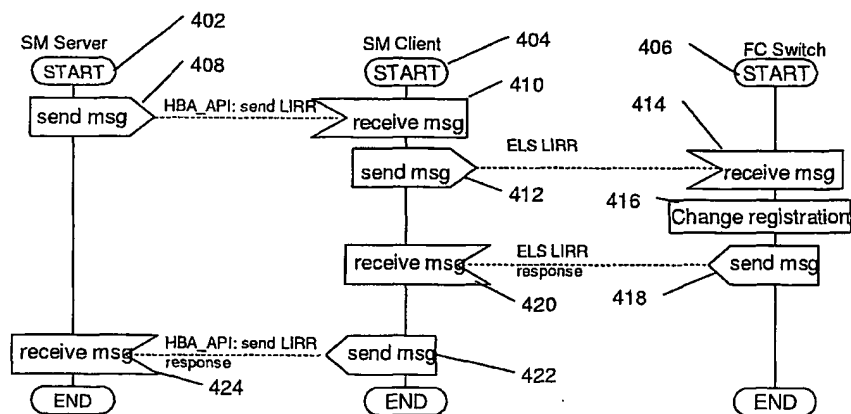 402
SM Server
START
408
SM Client
START
404
406
FC Switch
START
send msg
HBA_API: send LIRR
receive msg
410
414
send msg
412
ELS LIRR
receive msg
416
Change registration
receive msg
420
ELS LIRR
response
send msg
418
receive msg
424
HBA_API: send LIRR
response
send msg
422
END
END
END